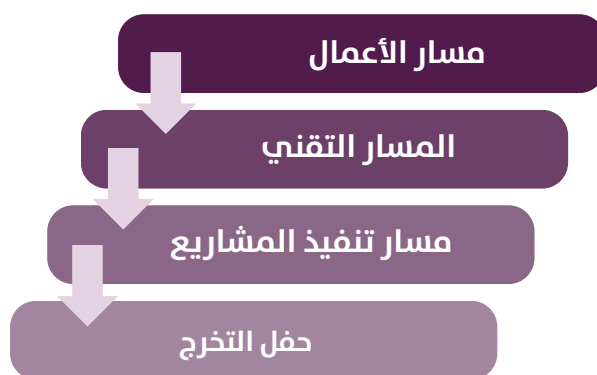 مسار الأعمال
المسار التقني
مسار تنفيذ المشاريع
حفل التخرج